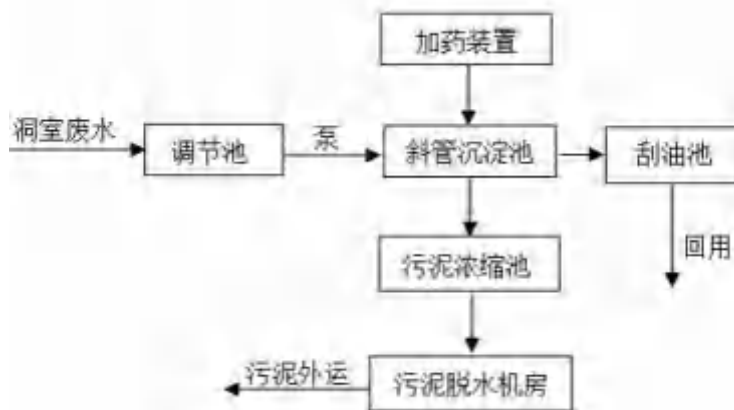 加药装置
洞室废水
调节池
泵
斜管沉淀池
刮油池
回用
污泥浓缩池
污泥外运
污泥脱水机房